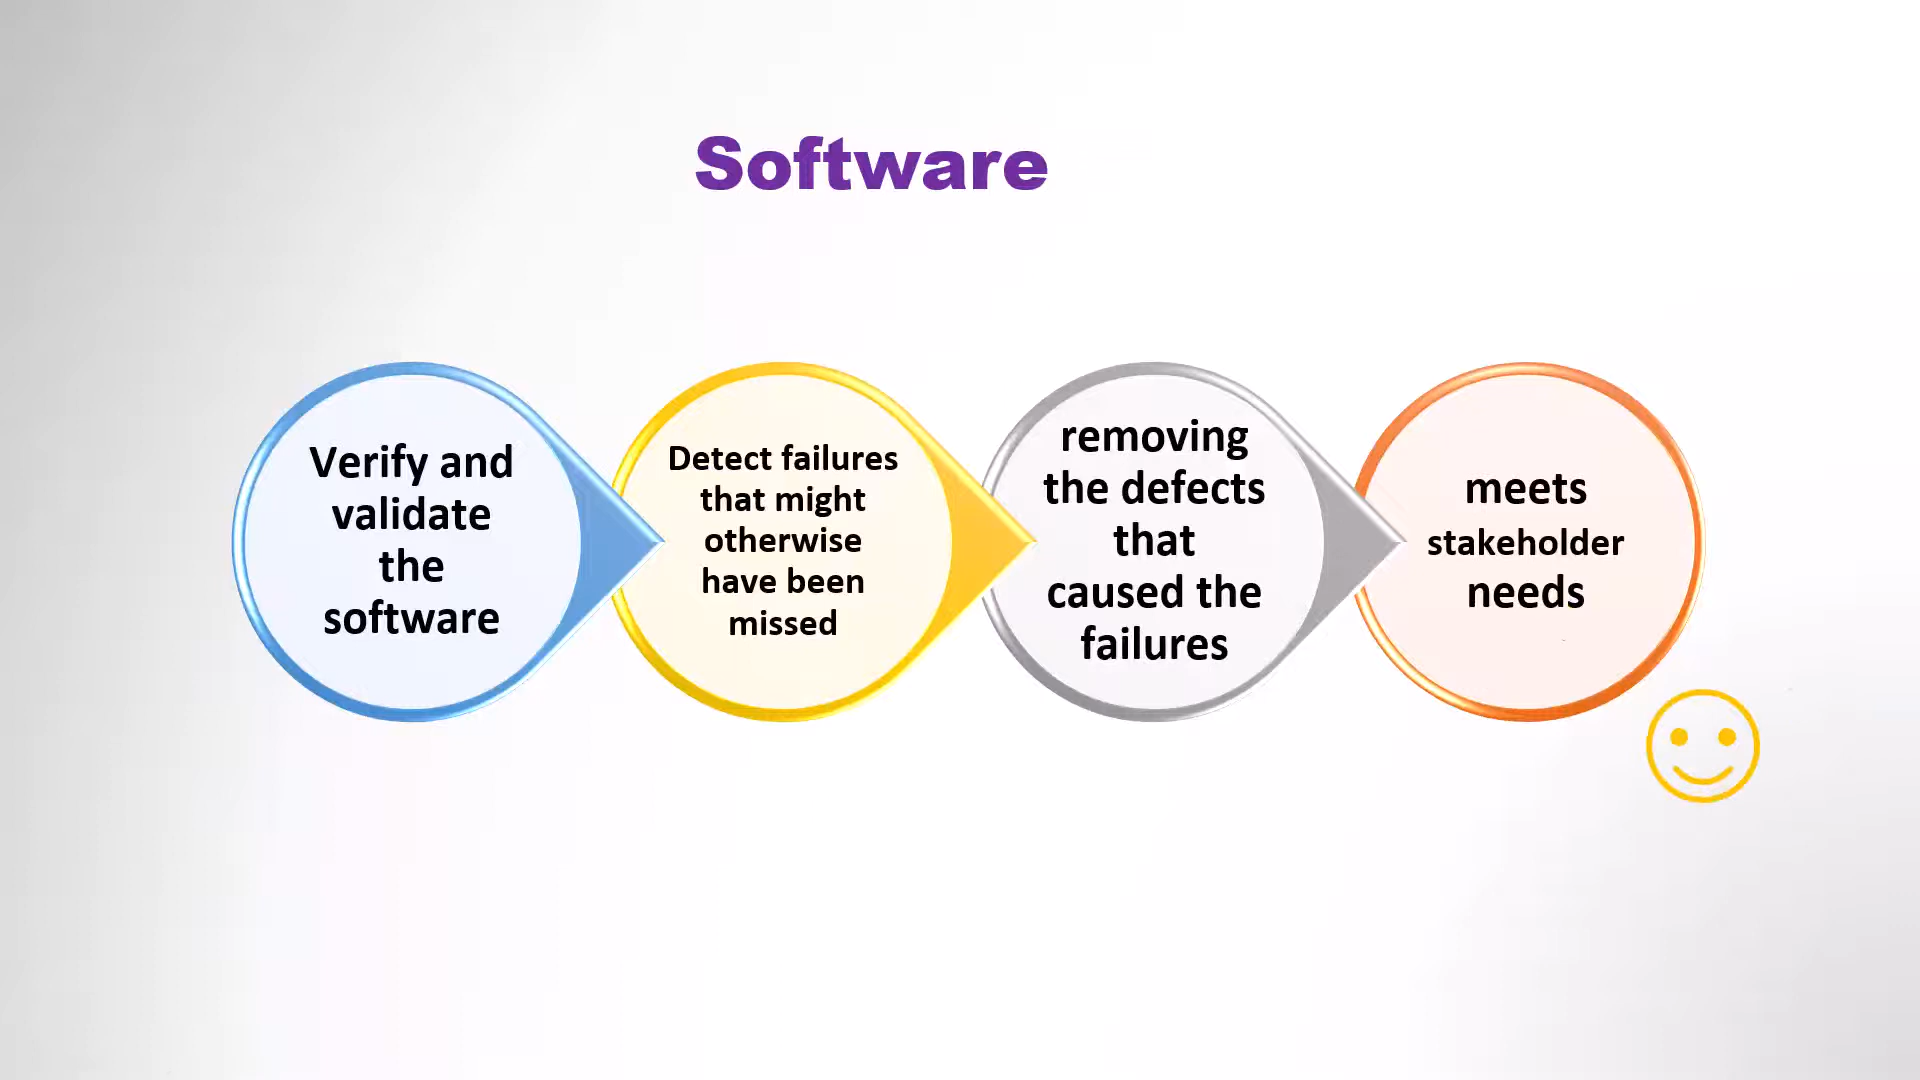 Software
Verify and
validate
the
software
Detect failures
that might
otherwise
have been
missed
removing
the defects
that
caused the
failures
meets
stakeholder
needs